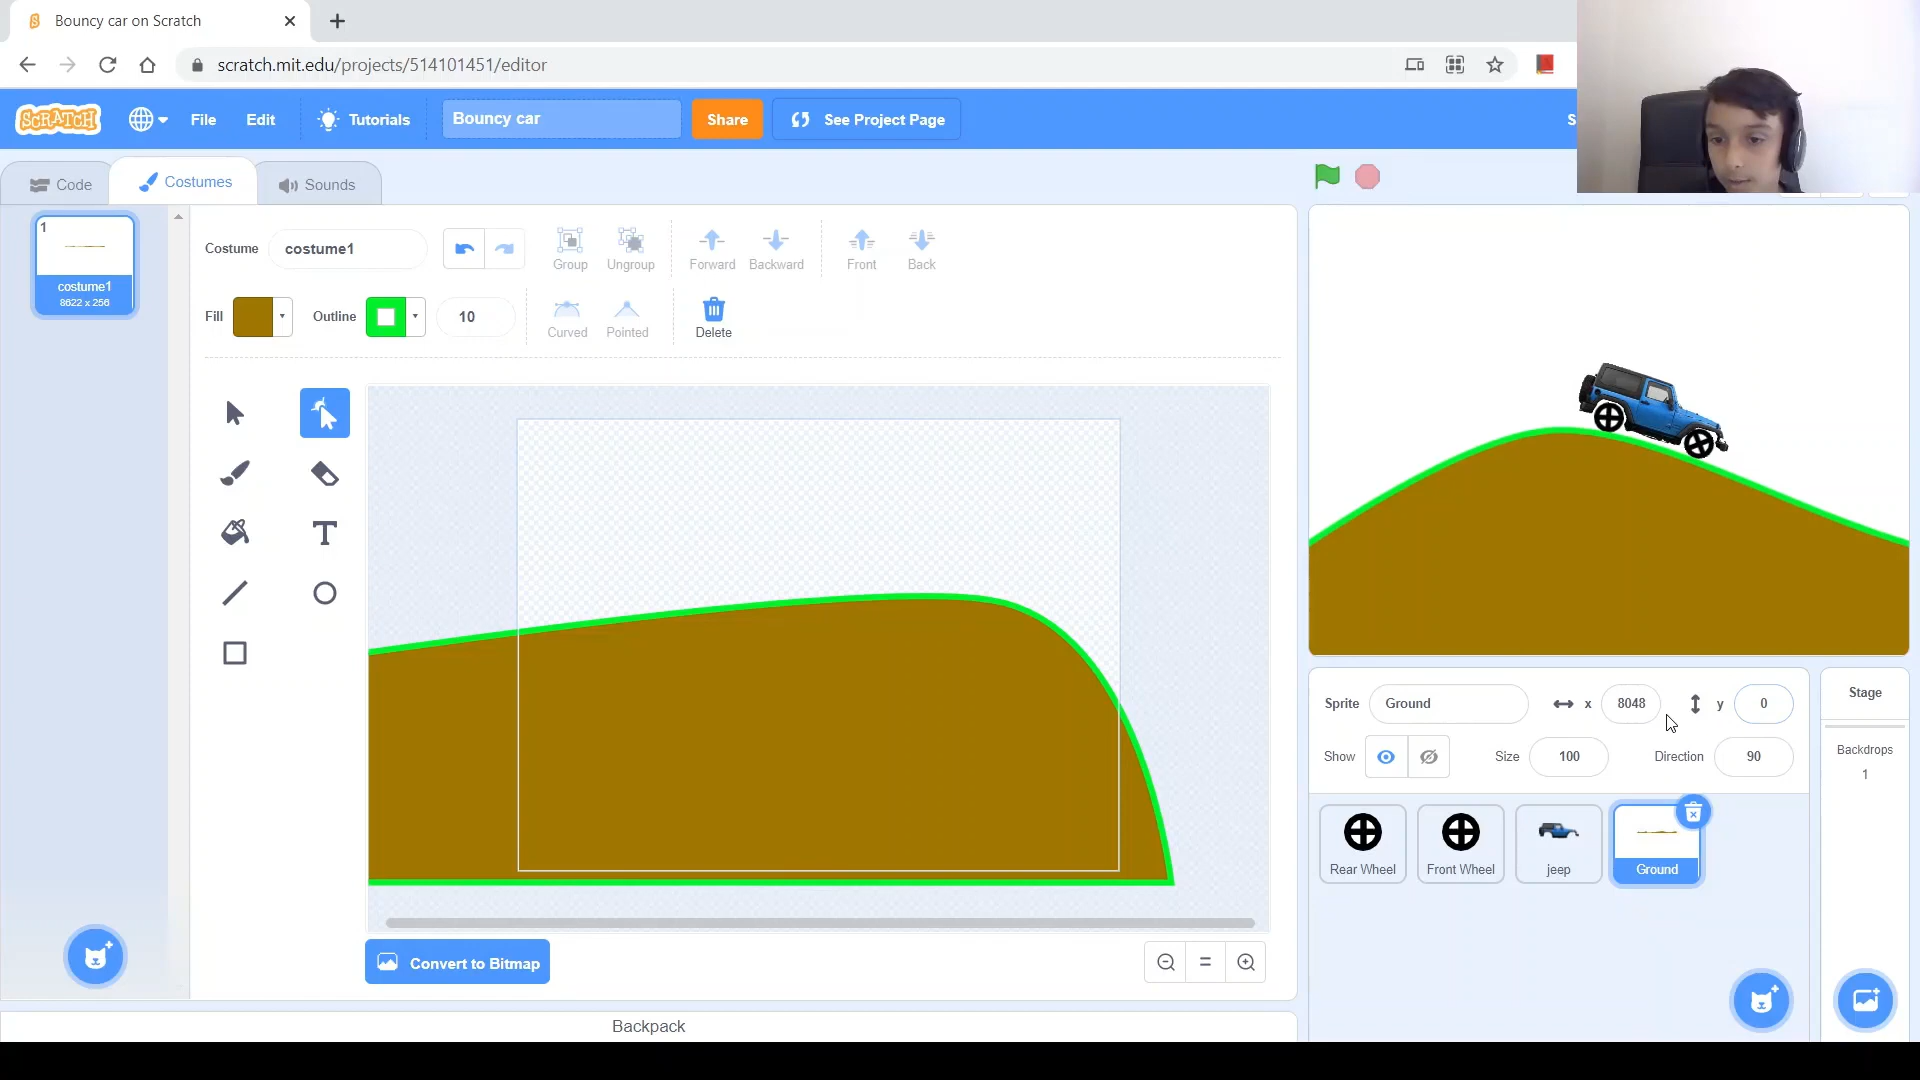 Bouncy car on Scratch
scratch.mit.edu/projects/514101451/editor
SCRATCH
File
Edit
Tutorials
Bouncy car
Share
See Project Page
S
Code
Costumes
Sounds
1
costume1
8622 x 256
Costume
costume1
Group
Ungroup
Forward
Backward
Front
Back
Fill
Outline
10
Curved
Pointed
Delete
T
Convert to Bitmap
Backpack
Sprite
Ground
x
8048
y
0
Show
Size
100
Direction
90
Rear Wheel
Front Wheel
jeep
Ground
Stage
Backdrops
1